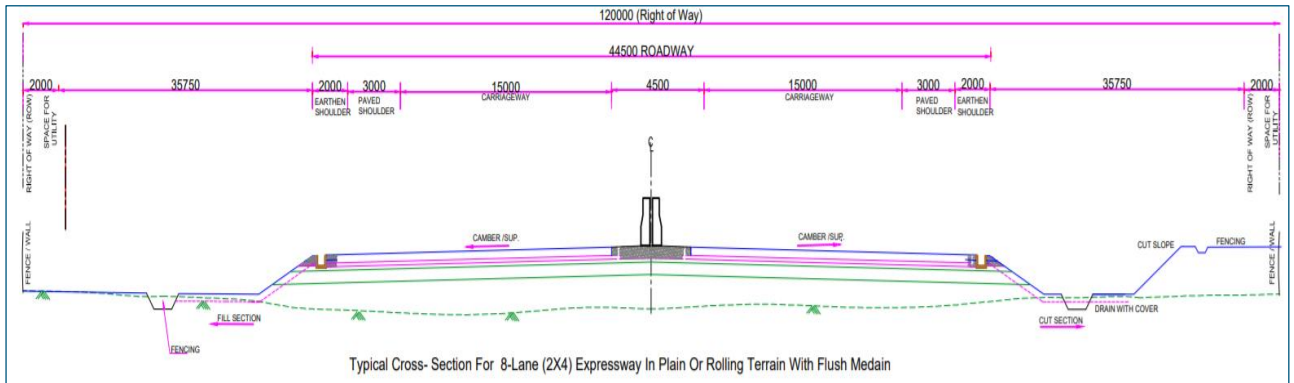 120000 (Right of Way)
44500 ROADWAY
2000
35750
2000
3000
15000
4500
15000
3000
2000
35750
2000
EARTHEN
SHOULDER
PAVED
SHOULDER
CARRIAGEWAY
CARRIAGEWAY
PAVED
SHOULDER
EARTHEN
SHOULDER
RIGHT OF WAY (ROW)
SPACE FOR
UTILITY
RIGHT OF WAY (ROW)
SPACE FOR
UTILITY
C
L
FENCE / WALL
CAMBER /SUP.
CAMBER /SUP.
CUT SLOPE
FENCING
FENCE / WALL
FILL SECTION
FENCING
CUT SECTION
DRAIN WITH COVER
Typical Cross- Section For 8-Lane (2X4) Expressway In Plain Or Rolling Terrain With Flush Medain